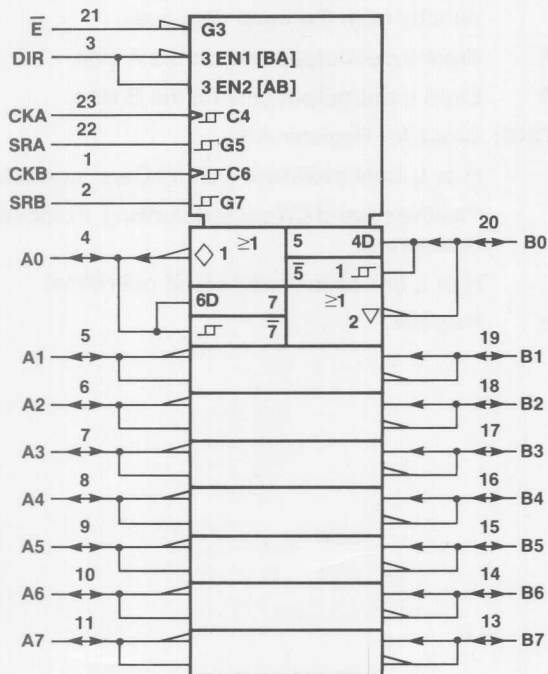 21
E̅ G3
3
DIR 3 EN1 [BA]
3 EN2 [AB]
23
CKA C4
22
SRA G5
1
CKB C6
2
SRB G7
4 ≥1 5 4D 20
A0 1 5̅ 1 B0
6D 7 ≥1
7̅ 2
5 19
A1 B1
6 18
A2 B2
7 17
A3 B3
8 16
A4 B4
9 15
A5 B5
10 14
A6 B6
11 13
A7 B7